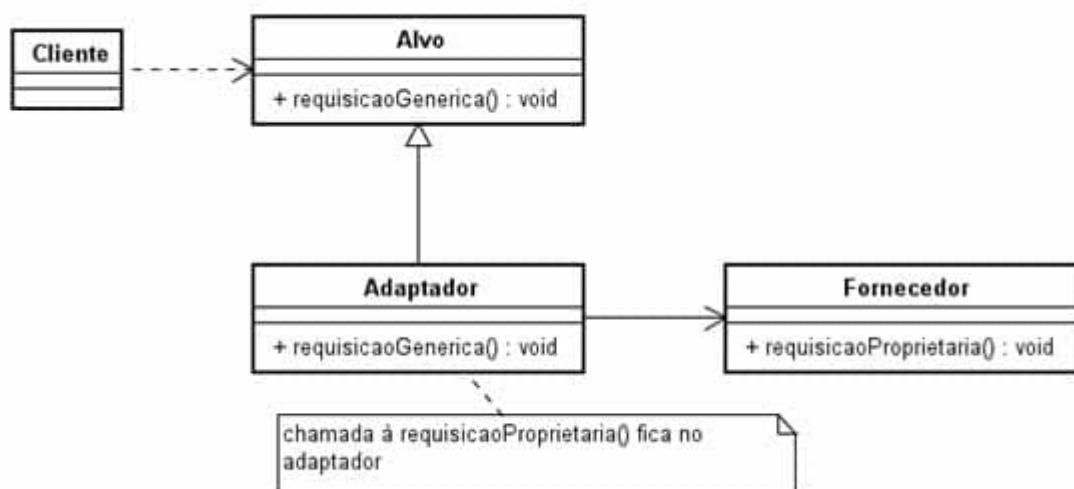 Cliente
Alvo
+ requisicaoGenerica() : void
Adaptador
+ requisicaoGenerica() : void
Fornecedor
+ requisicaoProprietaria() : void
chamada à requisicaoProprietaria() fica no
adaptador